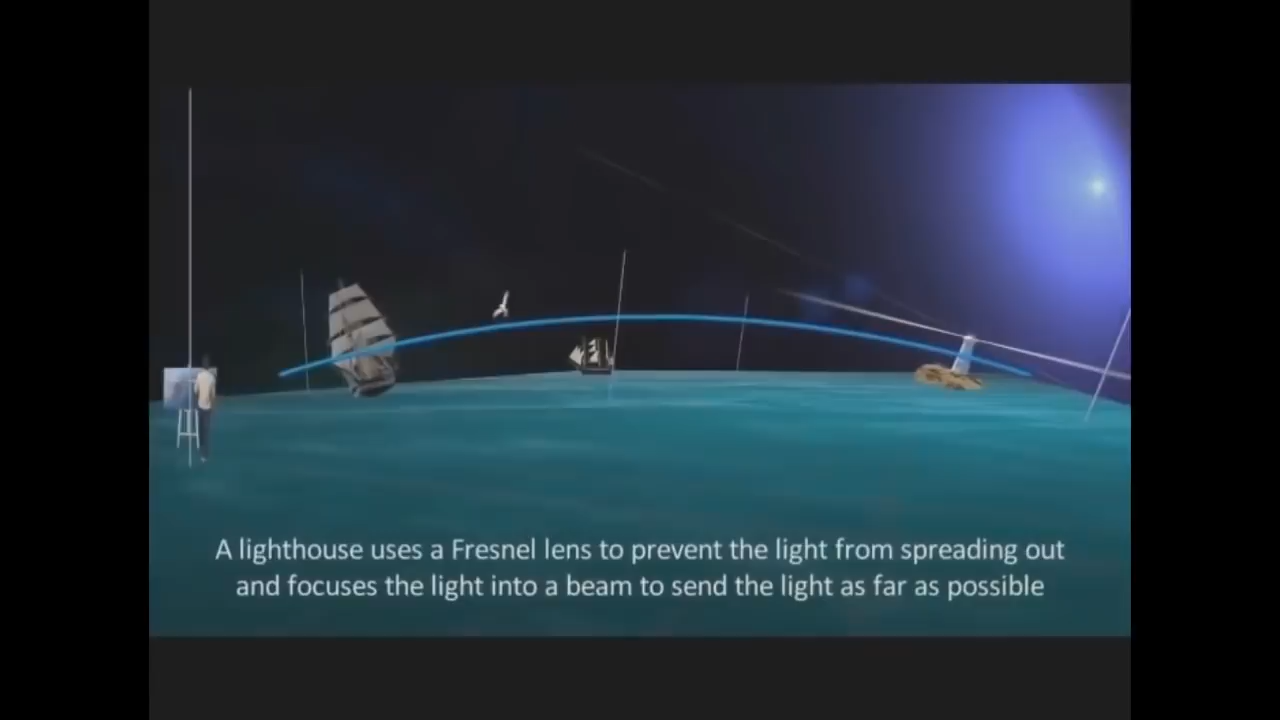 A lighthouse uses a Fresnel lens to prevent the light from spreading out
and focuses the light into a beam to send the light as far as possible